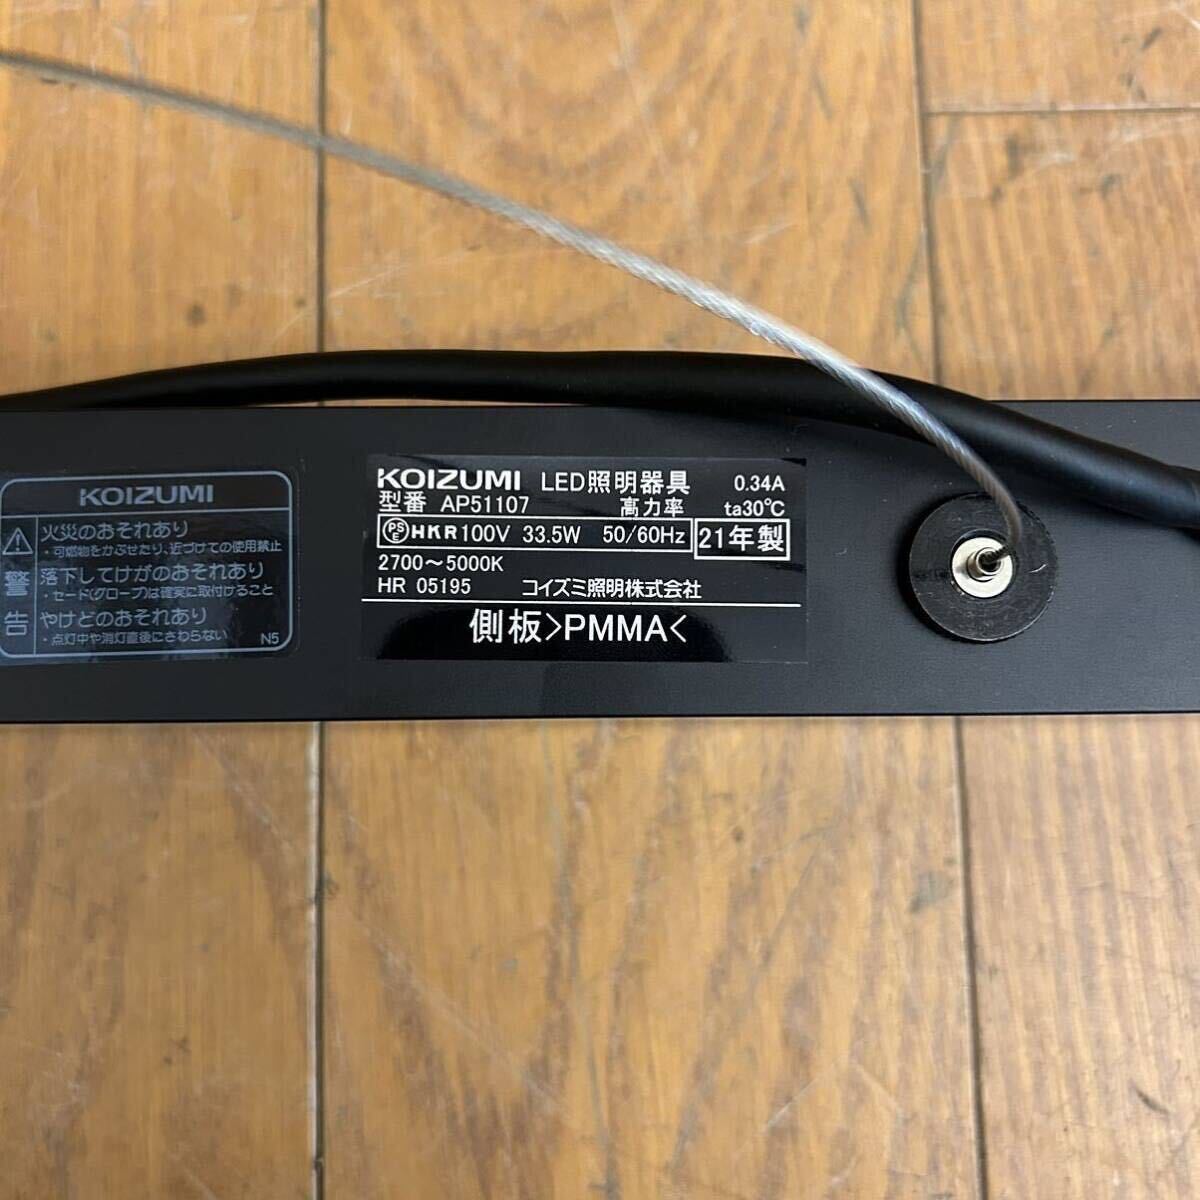 KOIZUMI
火災のおそれあり
・可燃物をかぶせたり、近づけての使用禁止
警告
落下してけがのおそれあり
・セード(グローブ)は確実に取付けること
やけどのおそれあり
・点灯中や消灯直後にさわらない N5
KOIZUMI LED照明器具 0.34A
型番 AP51107 高力率 ta30℃
PSE HKR 100V 33.5W 50/60Hz 21年製
2700～5000K
HR 05195 コイズミ照明株式会社
側板>PMMA<